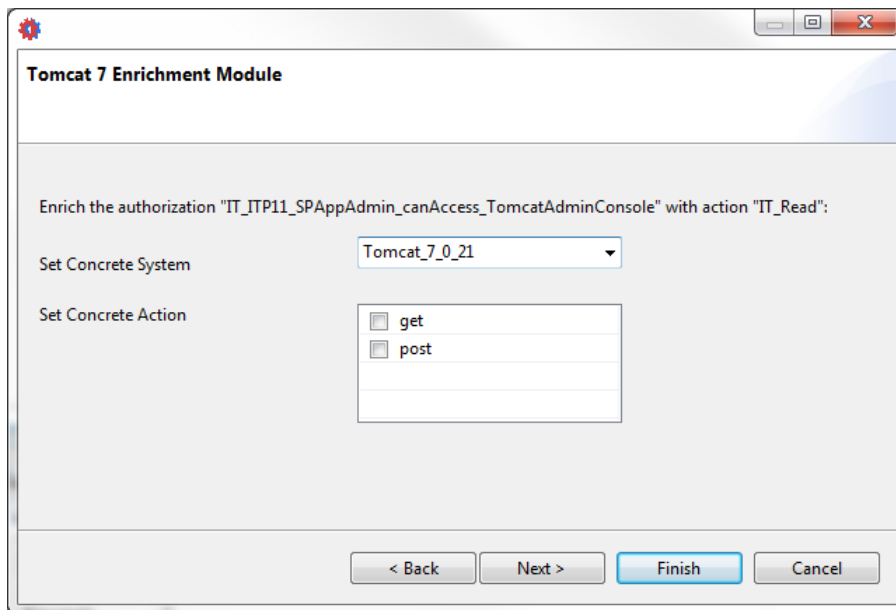 Tomcat 7 Enrichment Module
Enrich the authorization "IT_ITP11_SPAppAdmin_canAccess_TomcatAdminConsole" with action "IT_Read":
Set Concrete System
Tomcat_7_0_21
Set Concrete Action
get
post
< Back
Next >
Finish
Cancel